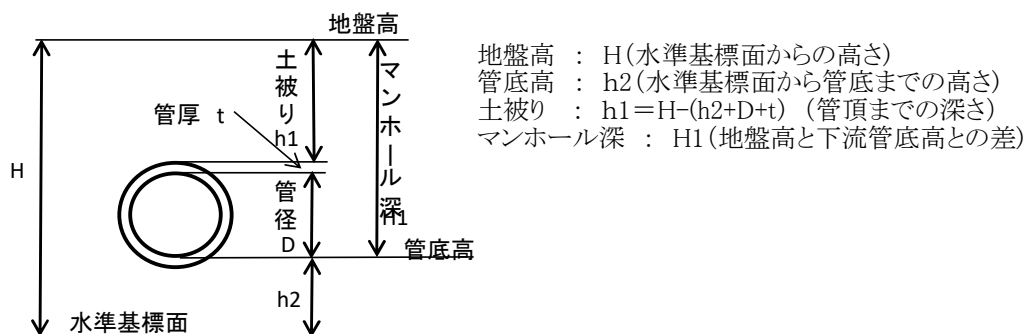 地盤高
地盤高 : H(水準基標面からの高さ)
管底高 : h2(水準基標面から管底までの高さ)
土被り : h1=H-(h2+D+t) (管頂までの深さ)
マンホール深 : H1(地盤高と下流管底高との差)
土被り h1
マンホール深 H1
管厚 t
H
管径 D
管底高
h2
水準基標面